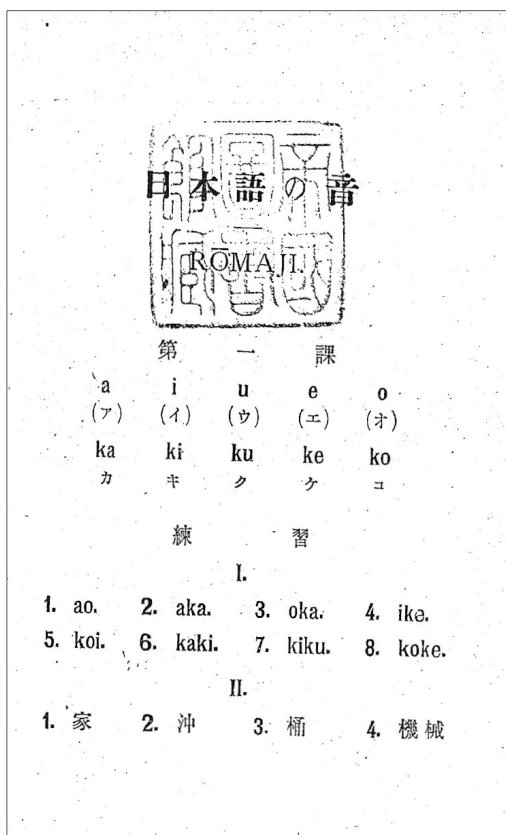 日本語の音
RŌMAJI.
第一課
a i u e o
(ア) (イ) (ウ) (エ) (オ)
ka ki ku ke ko
カ キ ク ケ コ
練習
I.
1. ao. 2. aka. 3. oka. 4. ike.
5. koi. 6. kaki. 7. kiku. 8. koke.
II.
1. 家 2. 沖 3. 桶 4. 機械